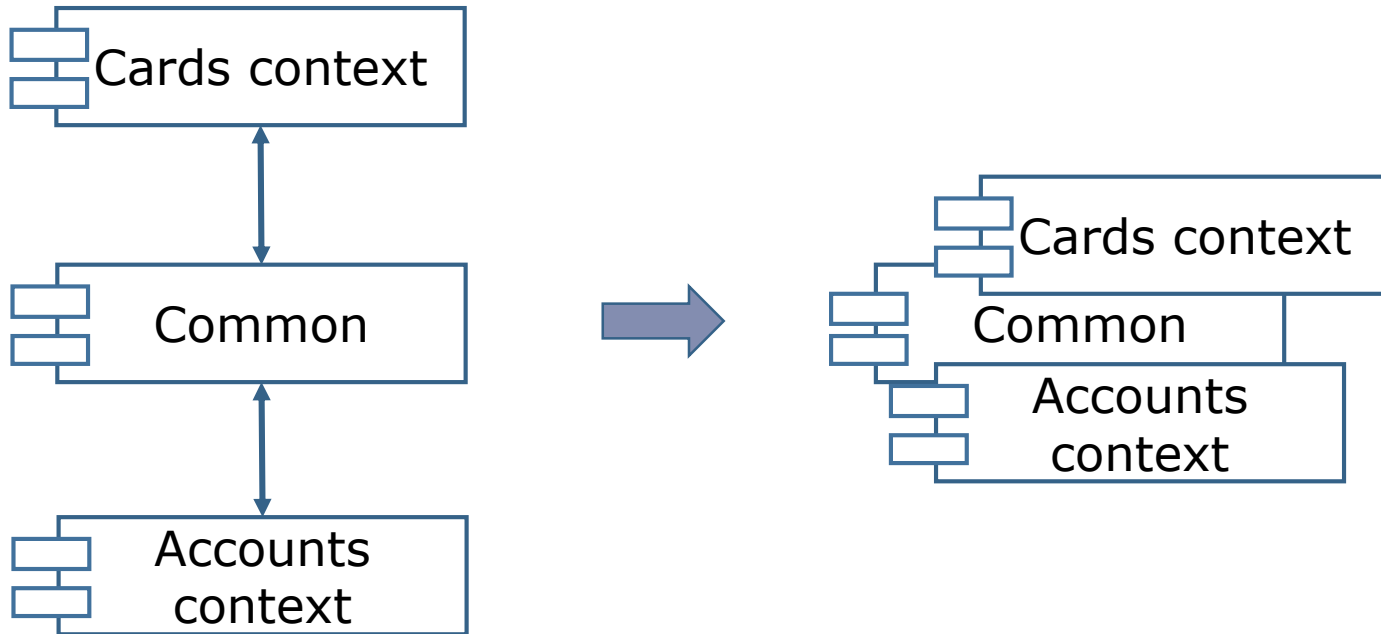 Cards context
Common
Accounts
context
Cards context
Common
Accounts
context